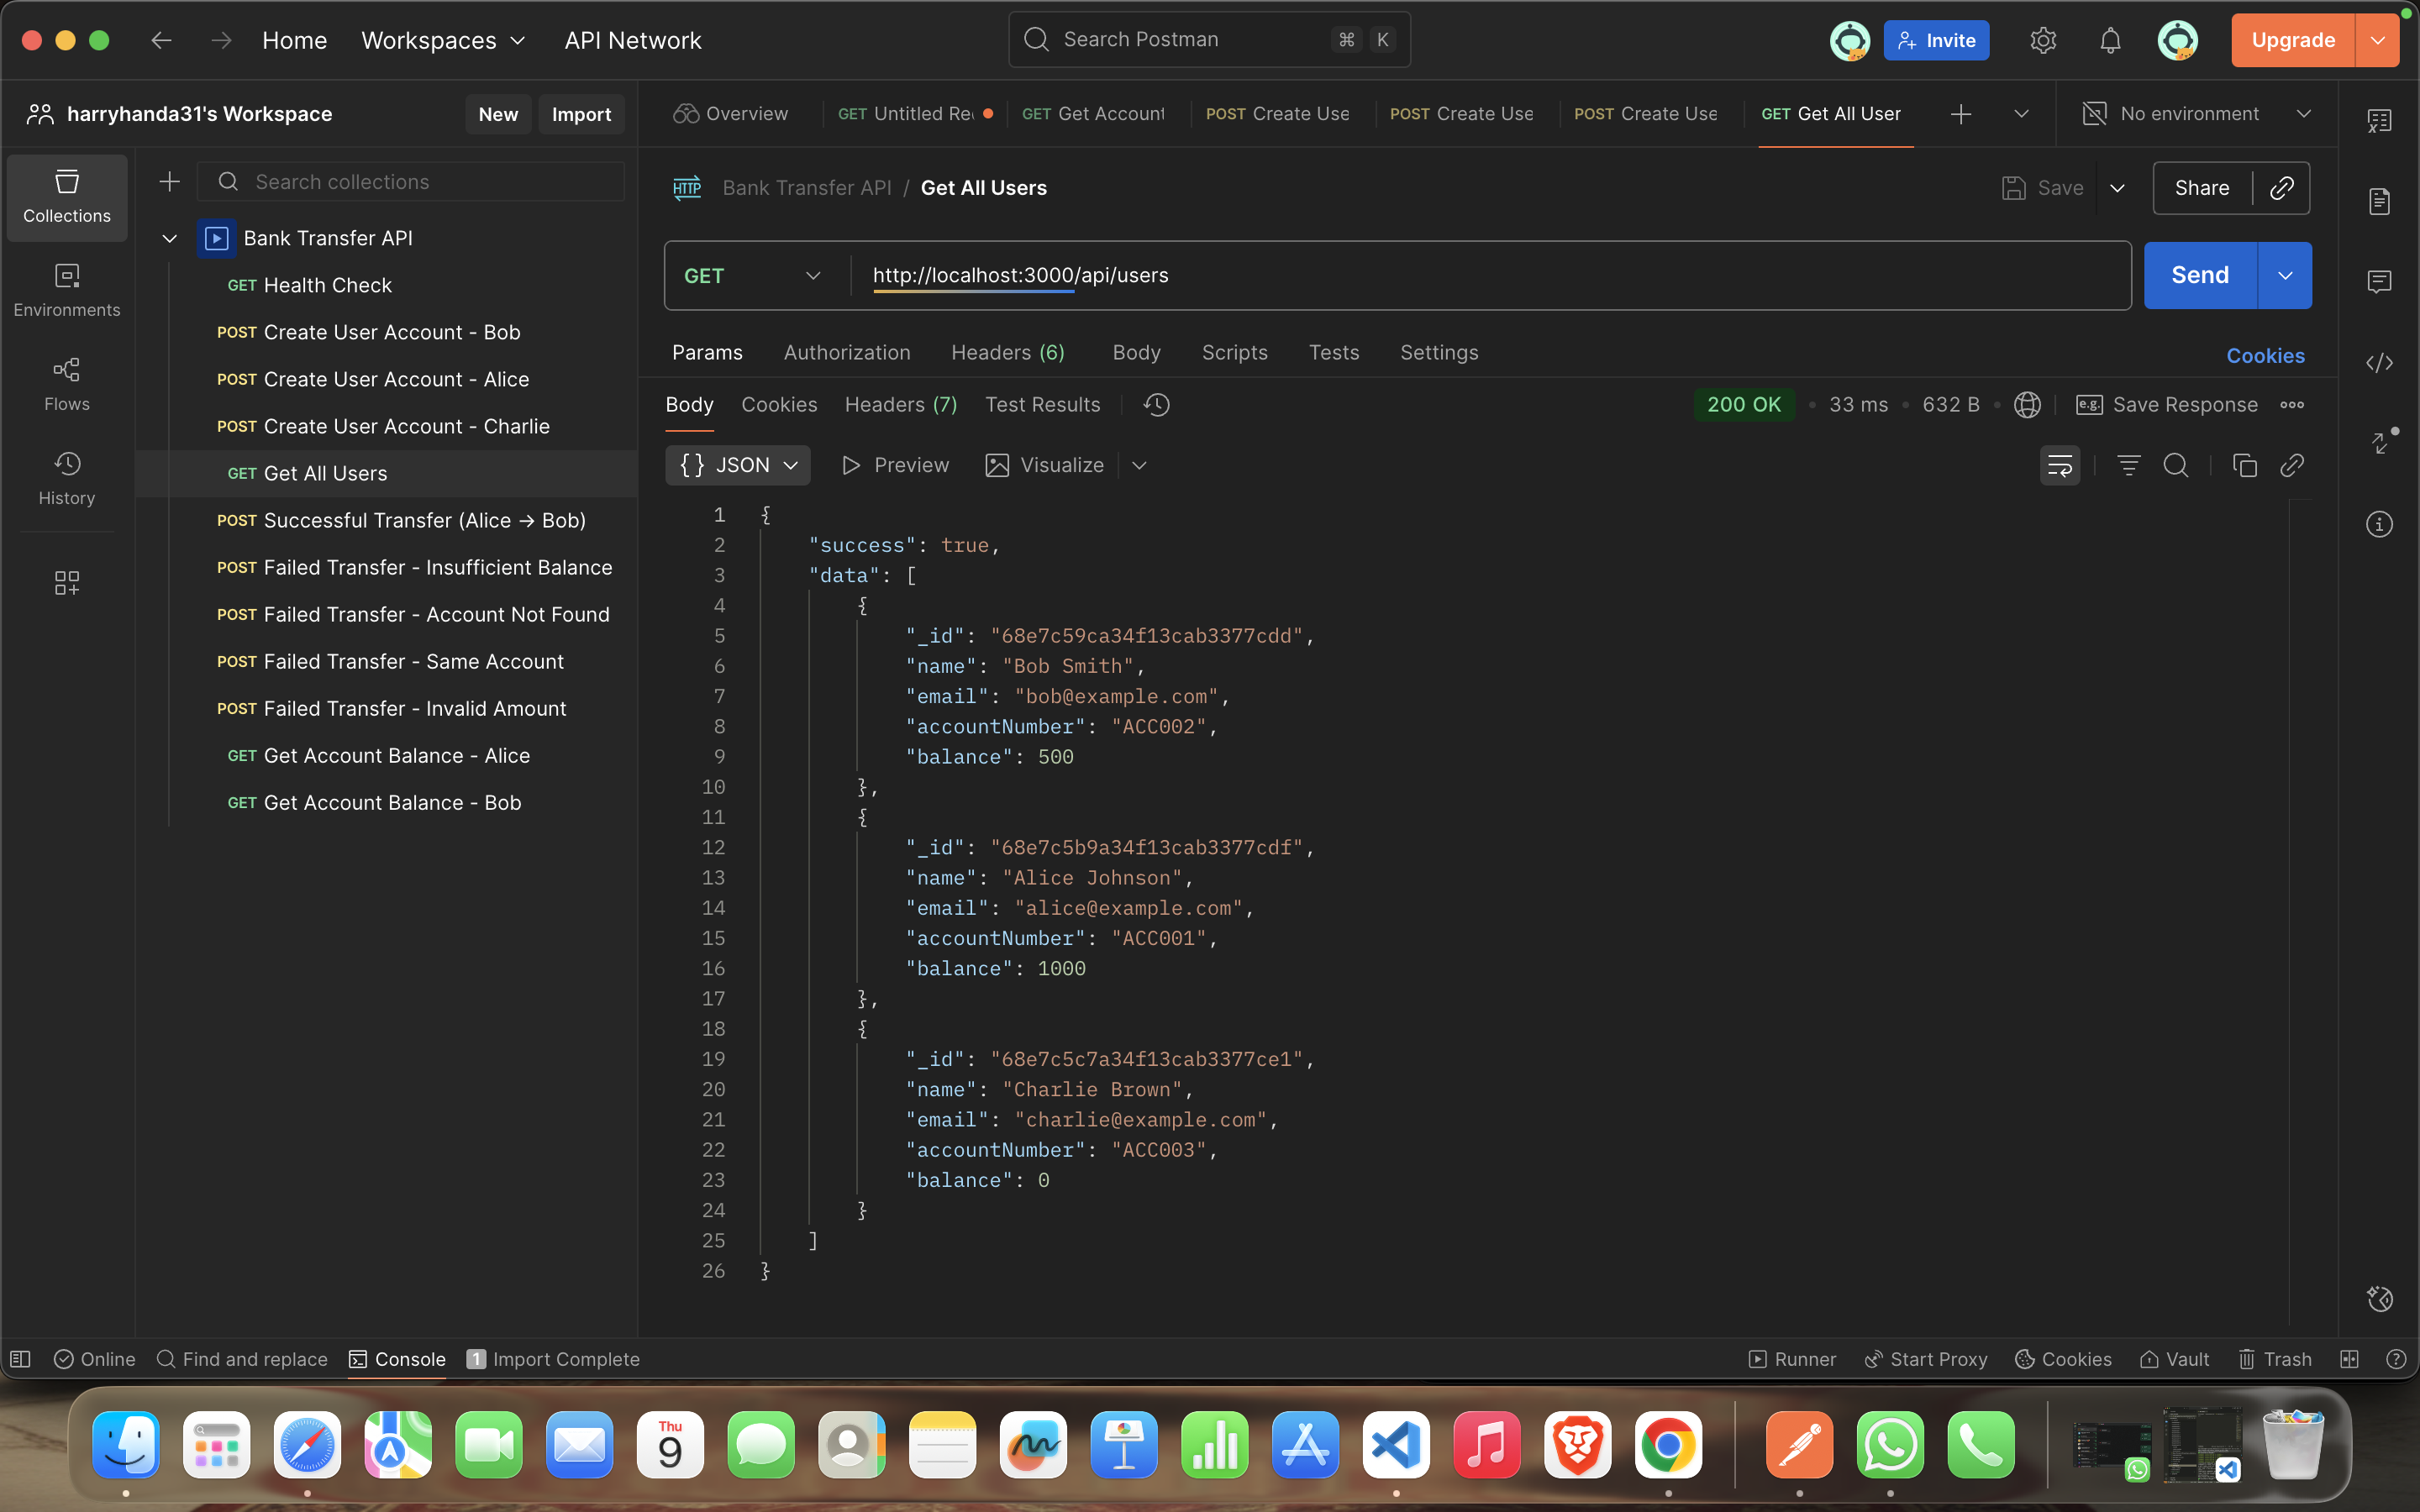 Home
Workspaces
API Network
Search Postman
⌘ K
Invite
Upgrade
harryhanda31's Workspace
New
Import
Overview
GET Untitled Re
GET Get Account
POST Create Use
POST Create Use
POST Create Use
GET Get All User
No environment
Collections
Environments
Flows
History
Search collections
Bank Transfer API
GET Health Check
POST Create User Account - Bob
POST Create User Account - Alice
POST Create User Account - Charlie
GET Get All Users
POST Successful Transfer (Alice → Bob)
POST Failed Transfer - Insufficient Balance
POST Failed Transfer - Account Not Found
POST Failed Transfer - Same Account
POST Failed Transfer - Invalid Amount
GET Get Account Balance - Alice
GET Get Account Balance - Bob
HTTP Bank Transfer API / Get All Users
Save
Share
GET
http://localhost:3000/api/users
Send
Params Authorization Headers (6) Body Scripts Tests Settings
Cookies
Body Cookies Headers (7) Test Results
200 OK • 33 ms • 632 B
e.g. Save Response
{ } JSON
Preview
Visualize
1 {
2 "success": true,
3 "data": [
4 {
5 "_id": "68e7c59ca34f13cab3377cdd",
6 "name": "Bob Smith",
7 "email": "bob@example.com",
8 "accountNumber": "ACC002",
9 "balance": 500
10 },
11 {
12 "_id": "68e7c5b9a34f13cab3377cdf",
13 "name": "Alice Johnson",
14 "email": "alice@example.com",
15 "accountNumber": "ACC001",
16 "balance": 1000
17 },
18 {
19 "_id": "68e7c5c7a34f13cab3377ce1",
20 "name": "Charlie Brown",
21 "email": "charlie@example.com",
22 "accountNumber": "ACC003",
23 "balance": 0
24 }
25 ]
26 }
Online
Find and replace
Console
1 Import Complete
Runner
Start Proxy
Cookies
Vault
Trash
Thu
9